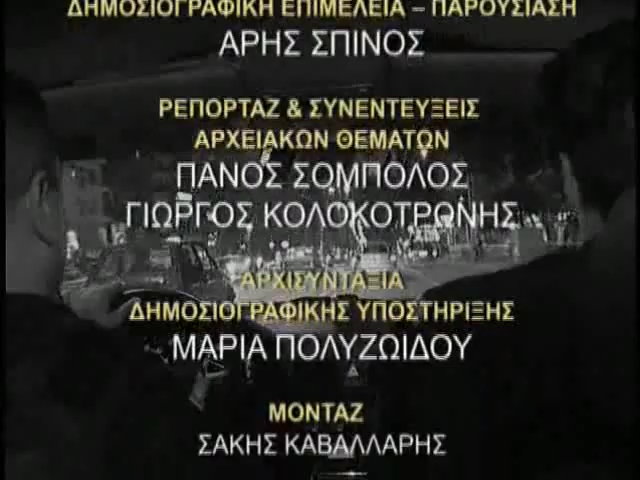 ΔΗΜΟΣΙΟΓΡΑΦΙΚΗ ΕΠΙΜΕΛΕΙΑ – ΠΑΡΟΥΣΙΑΣΗ
ΑΡΗΣ ΣΠΙΝΟΣ
ΡΕΠΟΡΤΑΖ & ΣΥΝΕΝΤΕΥΞΕΙΣ
ΑΡΧΕΙΑΚΩΝ ΘΕΜΑΤΩΝ
ΠΑΝΟΣ ΣΟΜΠΟΛΟΣ
ΓΙΩΡΓΟΣ ΚΟΛΟΚΟΤΡΩΝΗΣ
ΑΡΧΙΣΥΝΤΑΞΙΑ
ΔΗΜΟΣΙΟΓΡΑΦΙΚΗΣ ΥΠΟΣΤΗΡΙΞΗΣ
ΜΑΡΙΑ ΠΟΛΥΖΩΙΔΟΥ
ΜΟΝΤΑΖ
ΣΑΚΗΣ ΚΑΒΑΛΛΑΡΗΣ